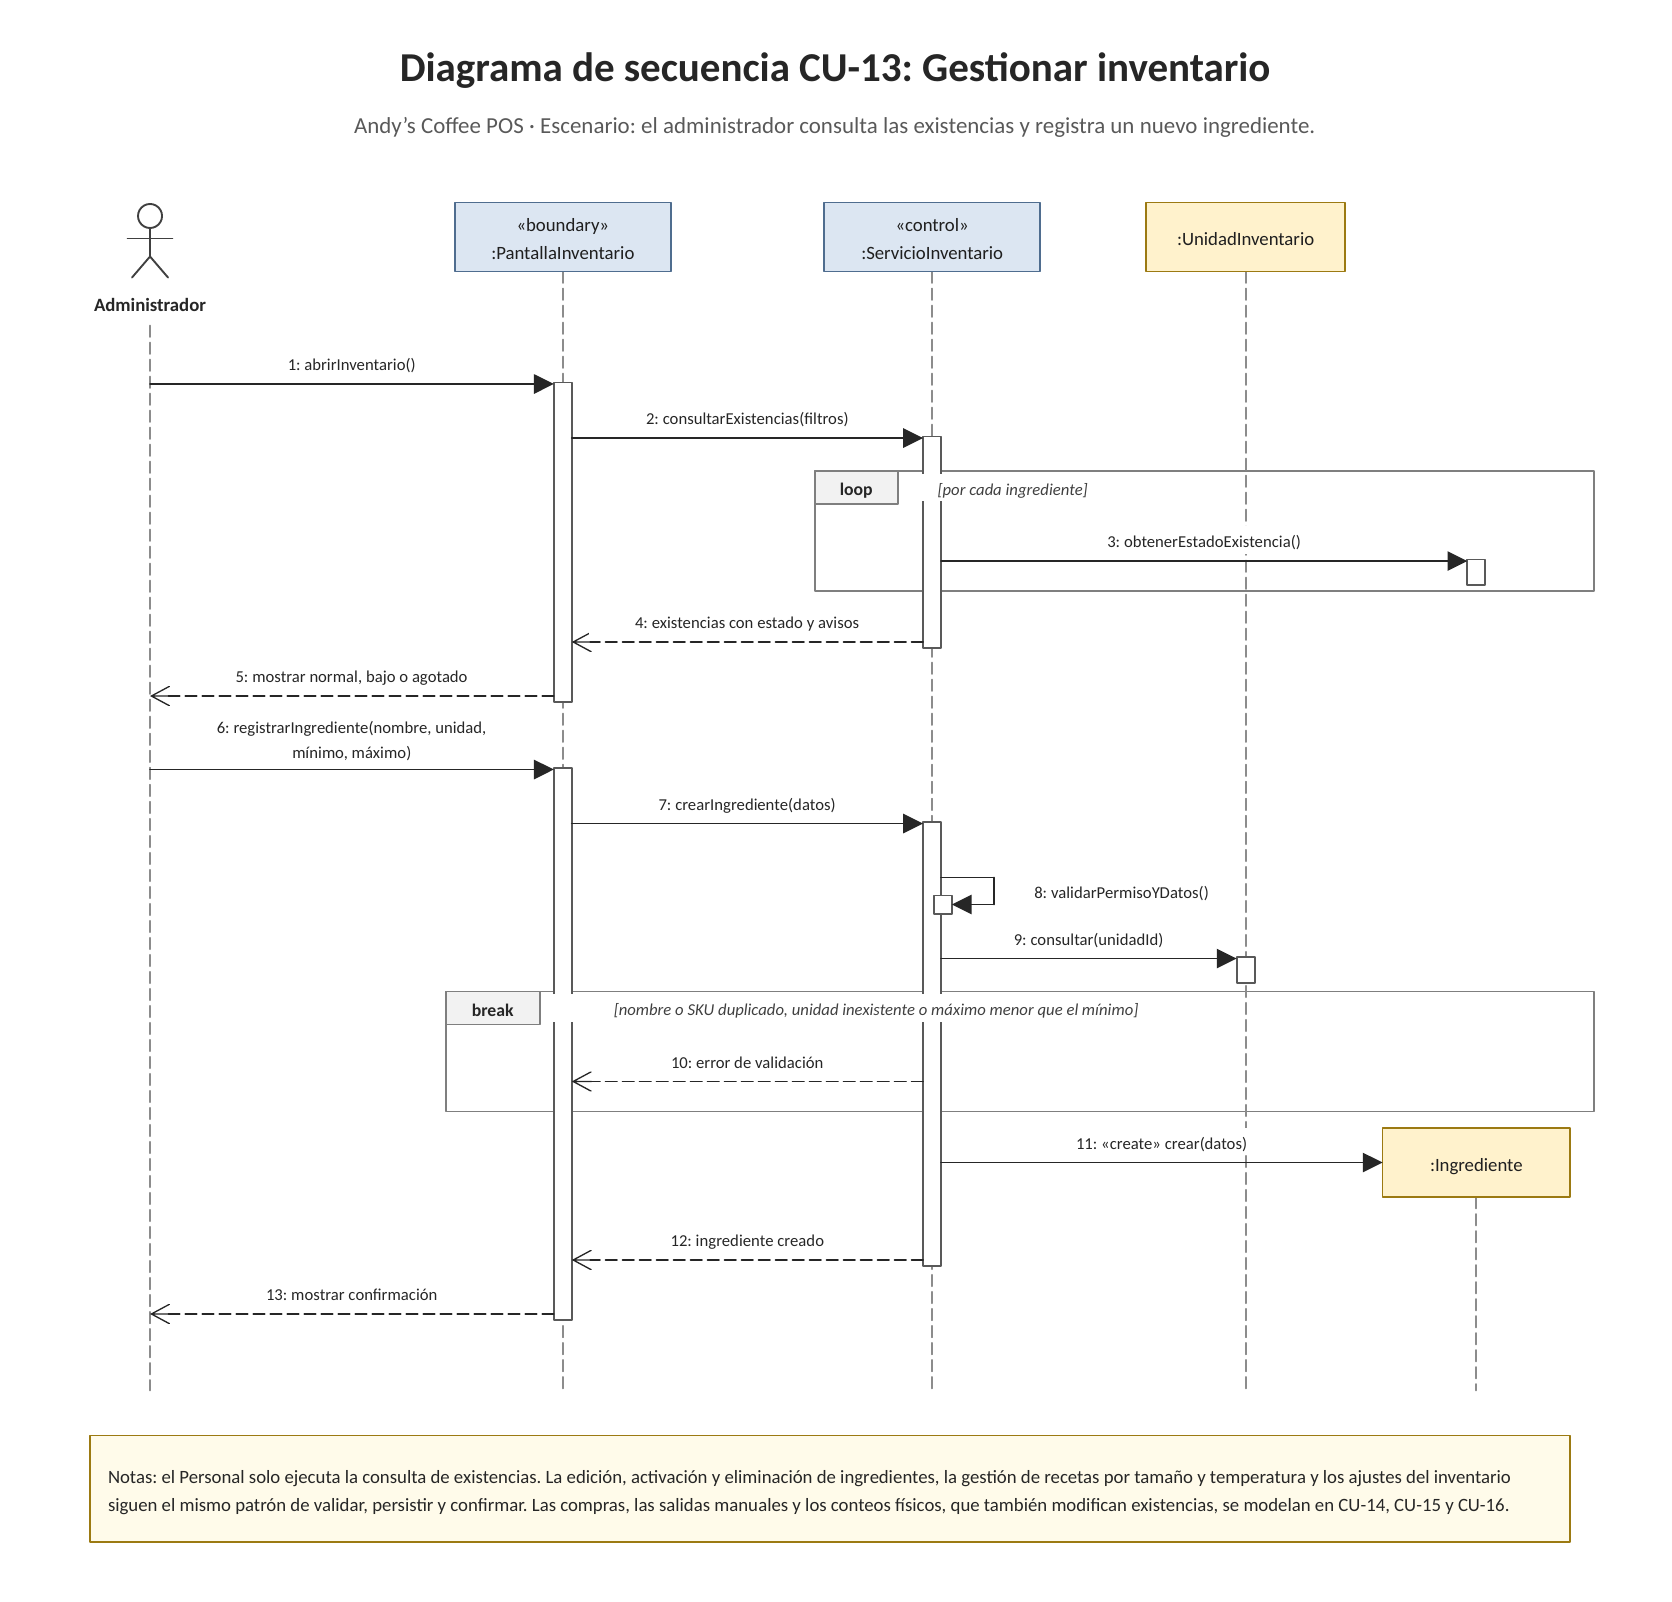 Diagrama de secuencia CU-13: Gestionar inventario
Andy’s Coffee POS · Escenario: el administrador consulta las existencias y registra un nuevo ingrediente.
«boundary»
:PantallaInventario
«control»
:ServicioInventario
:UnidadInventario
Administrador
1: abrirInventario()
2: consultarExistencias(filtros)
loop
[por cada ingrediente]
3: obtenerEstadoExistencia()
4: existencias con estado y avisos
5: mostrar normal, bajo o agotado
6: registrarIngrediente(nombre, unidad,
mínimo, máximo)
7: crearIngrediente(datos)
8: validarPermisoYDatos()
9: consultar(unidadId)
break
[nombre o SKU duplicado, unidad inexistente o máximo menor que el mínimo]
10: error de validación
11: «create» crear(datos)
:Ingrediente
12: ingrediente creado
13: mostrar confirmación
Notas: el Personal solo ejecuta la consulta de existencias. La edición, activación y eliminación de ingredientes, la gestión de recetas por tamaño y temperatura y los ajustes del inventario
siguen el mismo patrón de validar, persistir y confirmar. Las compras, las salidas manuales y los conteos físicos, que también modifican existencias, se modelan en CU-14, CU-15 y CU-16.